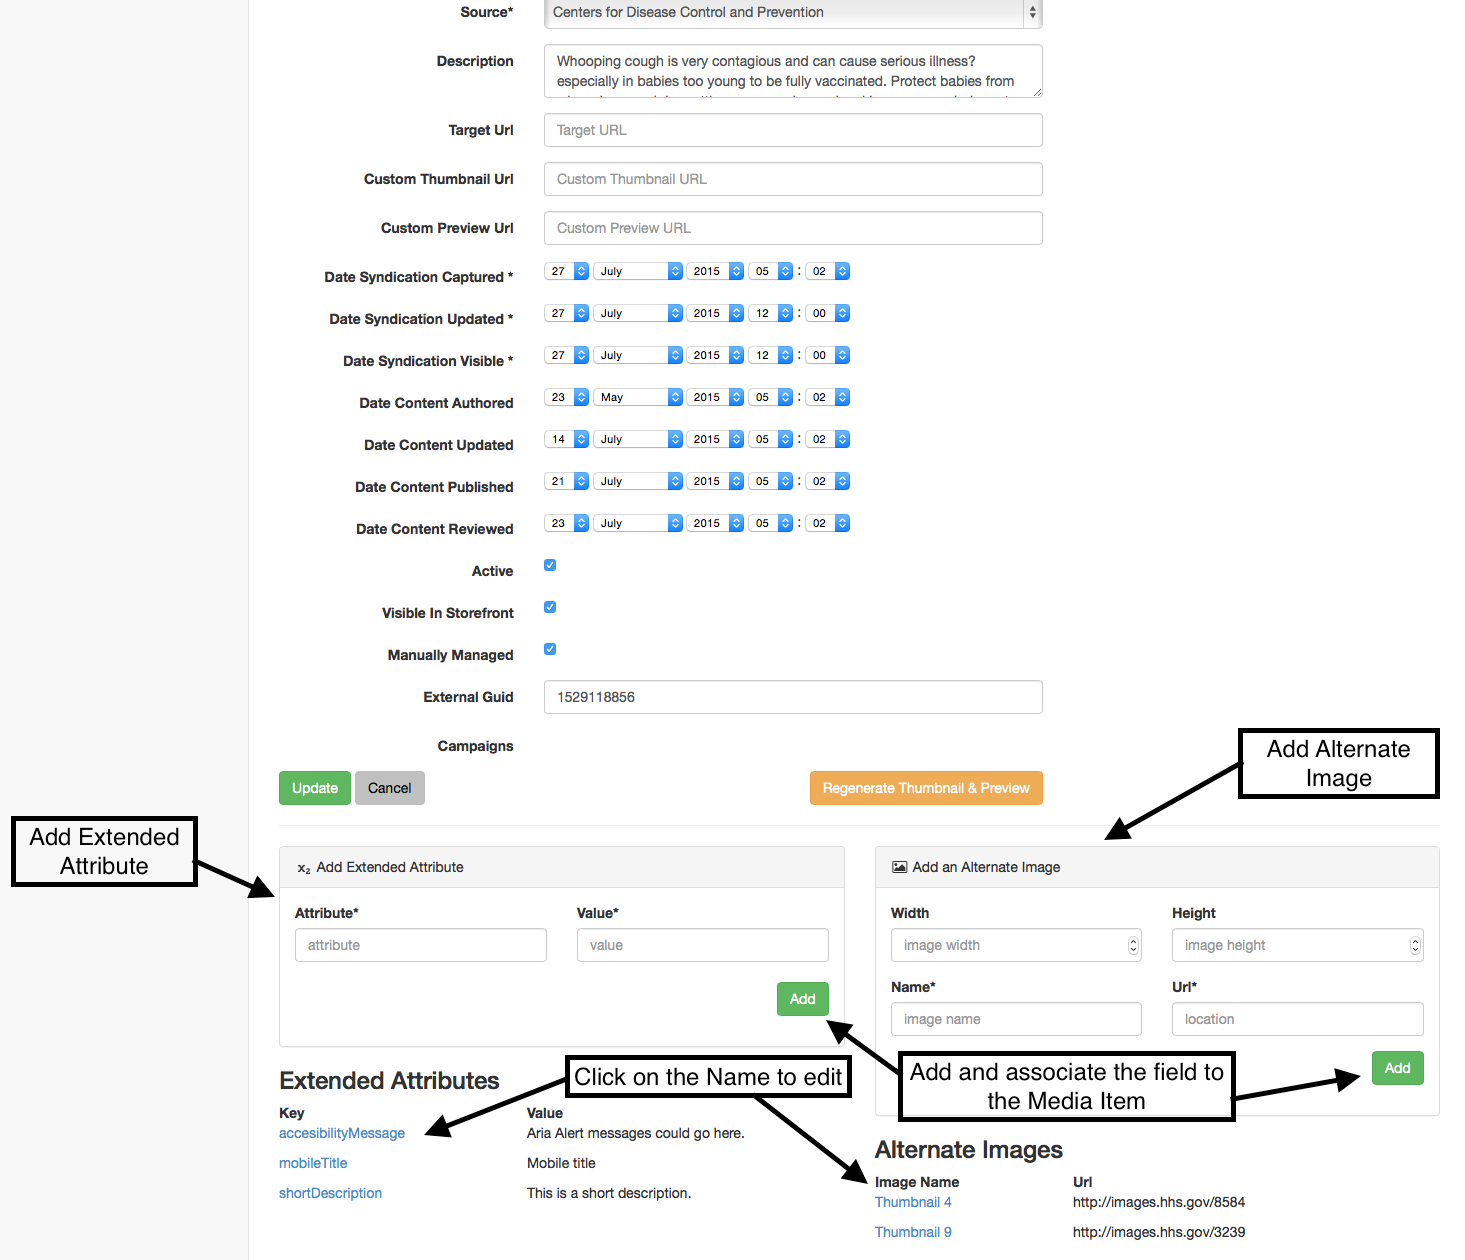 Source*
Centers for Disease Control and Prevention
Description
Whooping cough is very contagious and can cause serious illness?
especially in babies too young to be fully vaccinated. Protect babies from
Target Url
Target URL
Custom Thumbnail Url
Custom Thumbnail URL
Custom Preview Url
Custom Preview URL
Date Syndication Captured *
27 July 2015 05 : 02
Date Syndication Updated *
27 July 2015 12 : 00
Date Syndication Visible *
27 July 2015 12 : 00
Date Content Authored
23 May 2015 05 : 02
Date Content Updated
14 July 2015 05 : 02
Date Content Published
21 July 2015 05 : 02
Date Content Reviewed
23 July 2015 05 : 02
Active
Visible In Storefront
Manually Managed
External Guid
1529118856
Campaigns
Update
Cancel
Regenerate Thumbnail & Preview
Add Alternate
Image
Add Extended
Attribute
x₂ Add Extended Attribute
Attribute*
Value*
attribute
value
Add
Add an Alternate Image
Width
Height
image width
image height
Name*
Url*
image name
location
Add
Click on the Name to edit
Add and associate the field to
the Media Item
Extended Attributes
Key
Value
accesibilityMessage
Aria Alert messages could go here.
mobileTitle
Mobile title
shortDescription
This is a short description.
Alternate Images
Image Name
Url
Thumbnail 4
http://images.hhs.gov/8584
Thumbnail 9
http://images.hhs.gov/3239